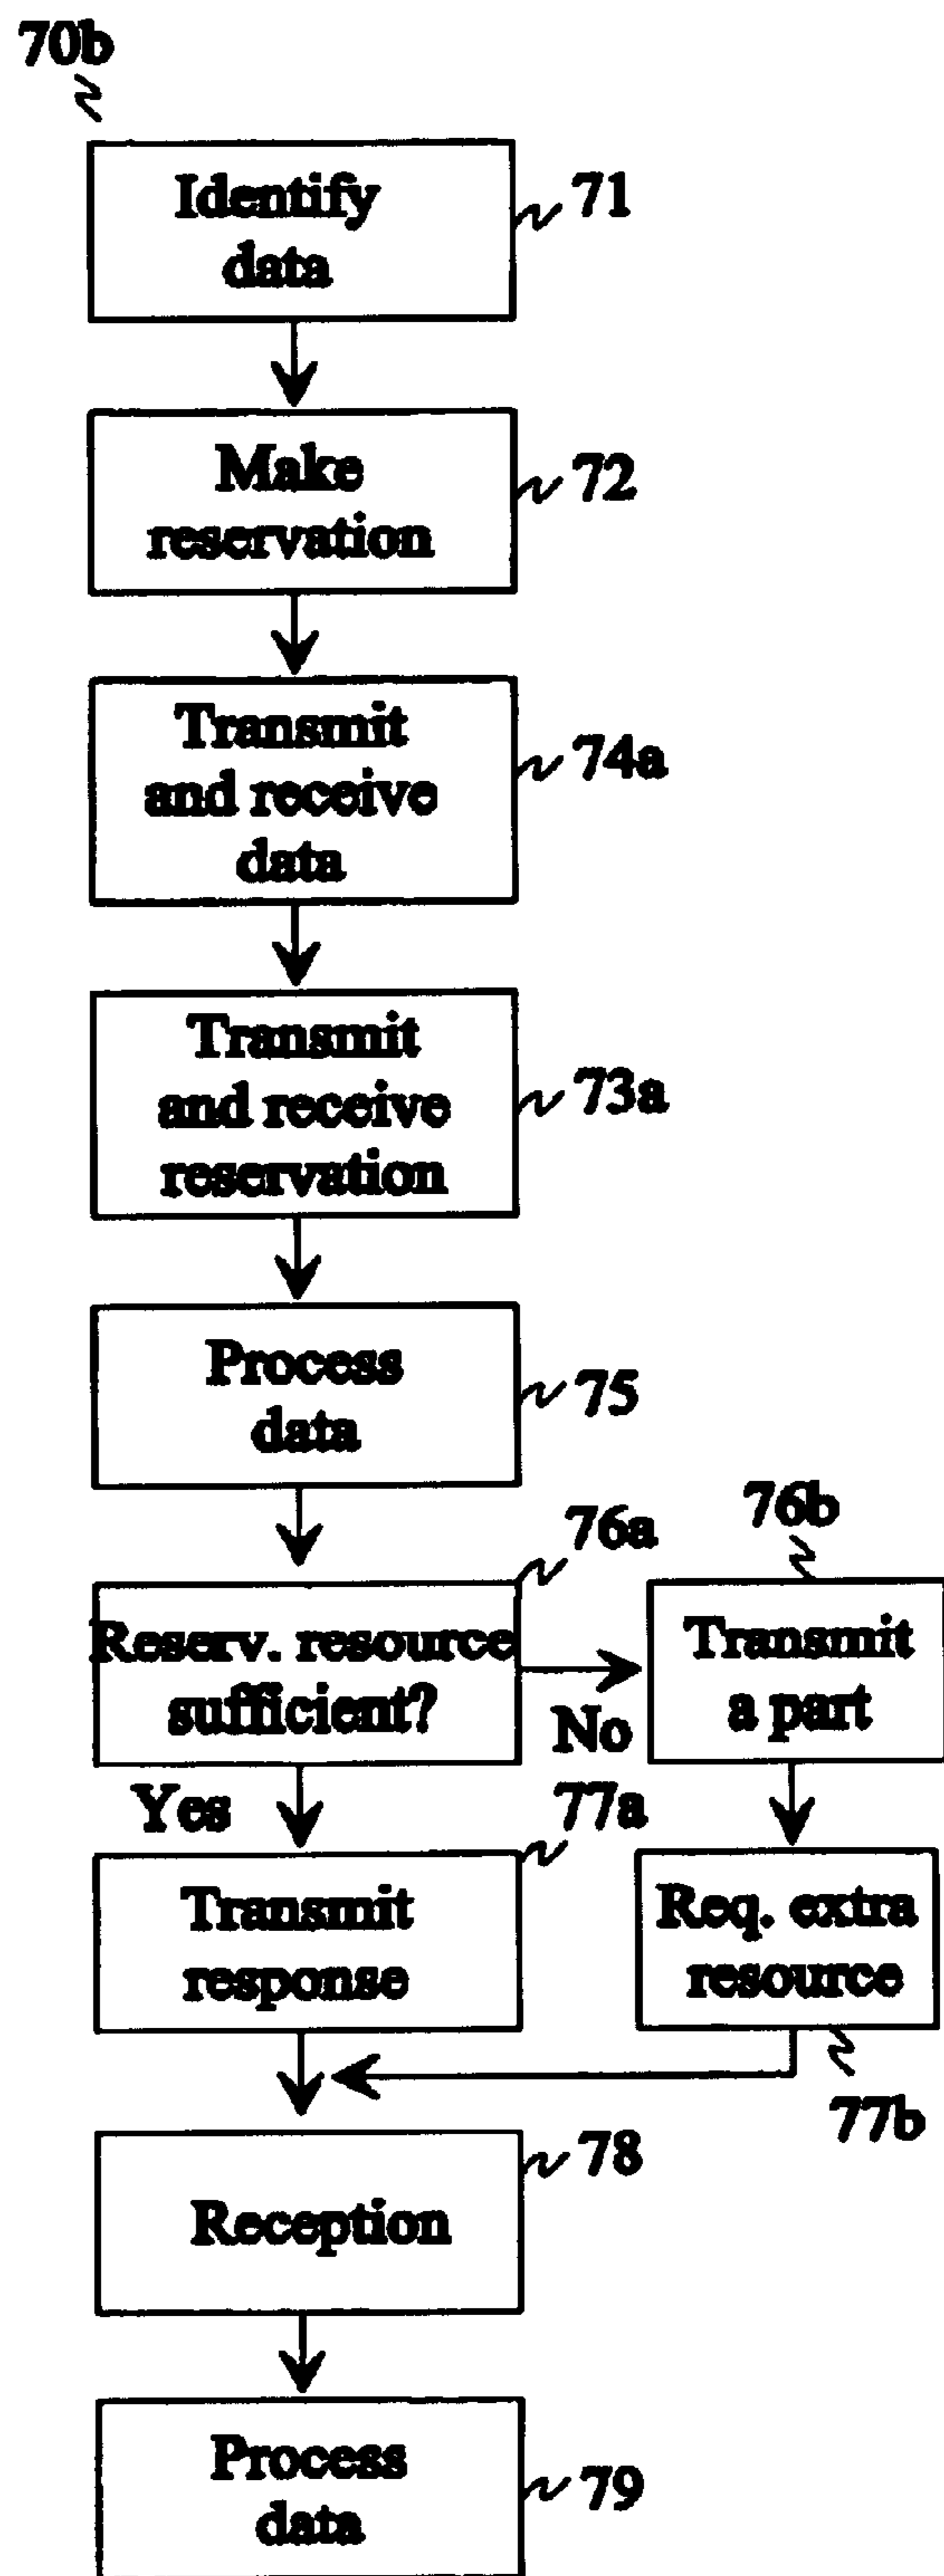 70b
Identify
data
71
Make
reservation
72
Transmit
and receive
data
74a
Transmit
and receive
reservation
73a
Process
data
75
76a
Reserv. resource
sufficient?
No
76b
Transmit
a part
Yes
77a
Transmit
response
Req. extra
resource
77b
Reception
78
Process
data
79